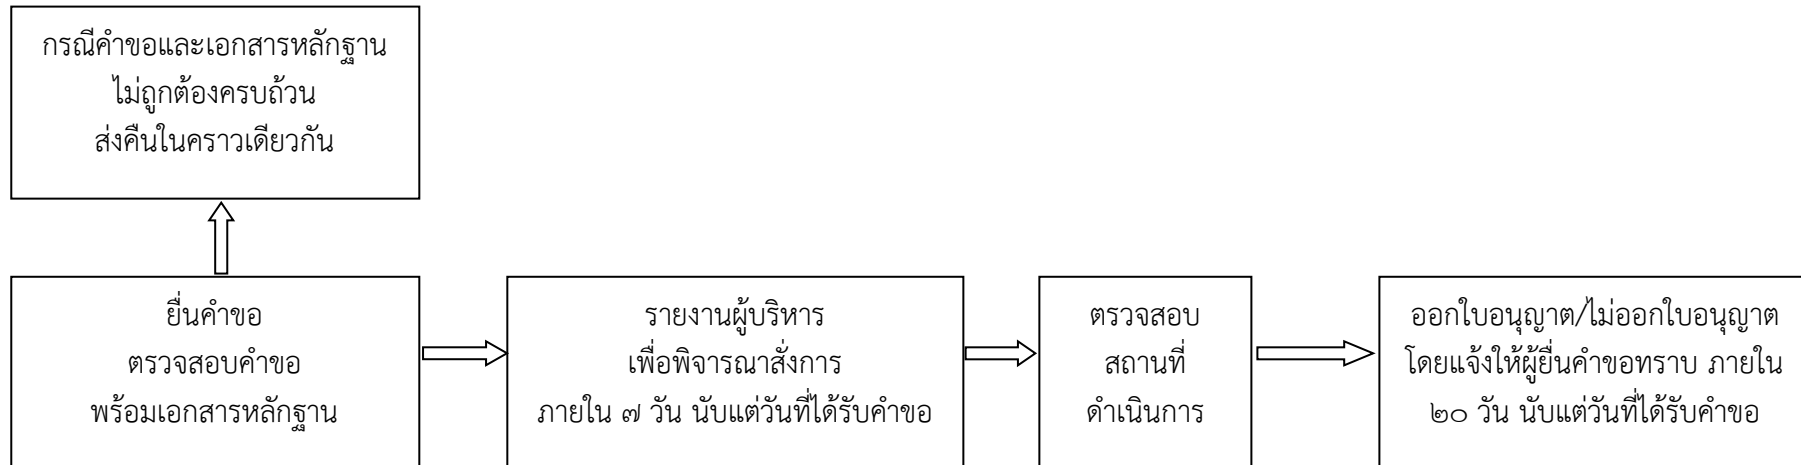 กรณีคำขอและเอกสารหลักฐาน
ไม่ถูกต้องครบถ้วน
ส่งคืนในคราวเดียวกัน
ยื่นคำขอ
ตรวจสอบคำขอ
พร้อมเอกสารหลักฐาน
รายงานผู้บริหาร
เพื่อพิจารณาสั่งการ
ภายใน ๗ วัน นับแต่วันที่ได้รับคำขอ
ตรวจสอบ
สถานที่
ดำเนินการ
ออกใบอนุญาต/ไม่ออกใบอนุญาต
โดยแจ้งให้ผู้ยื่นคำขอทราบ ภายใน
๒๐ วัน นับแต่วันที่ได้รับคำขอ